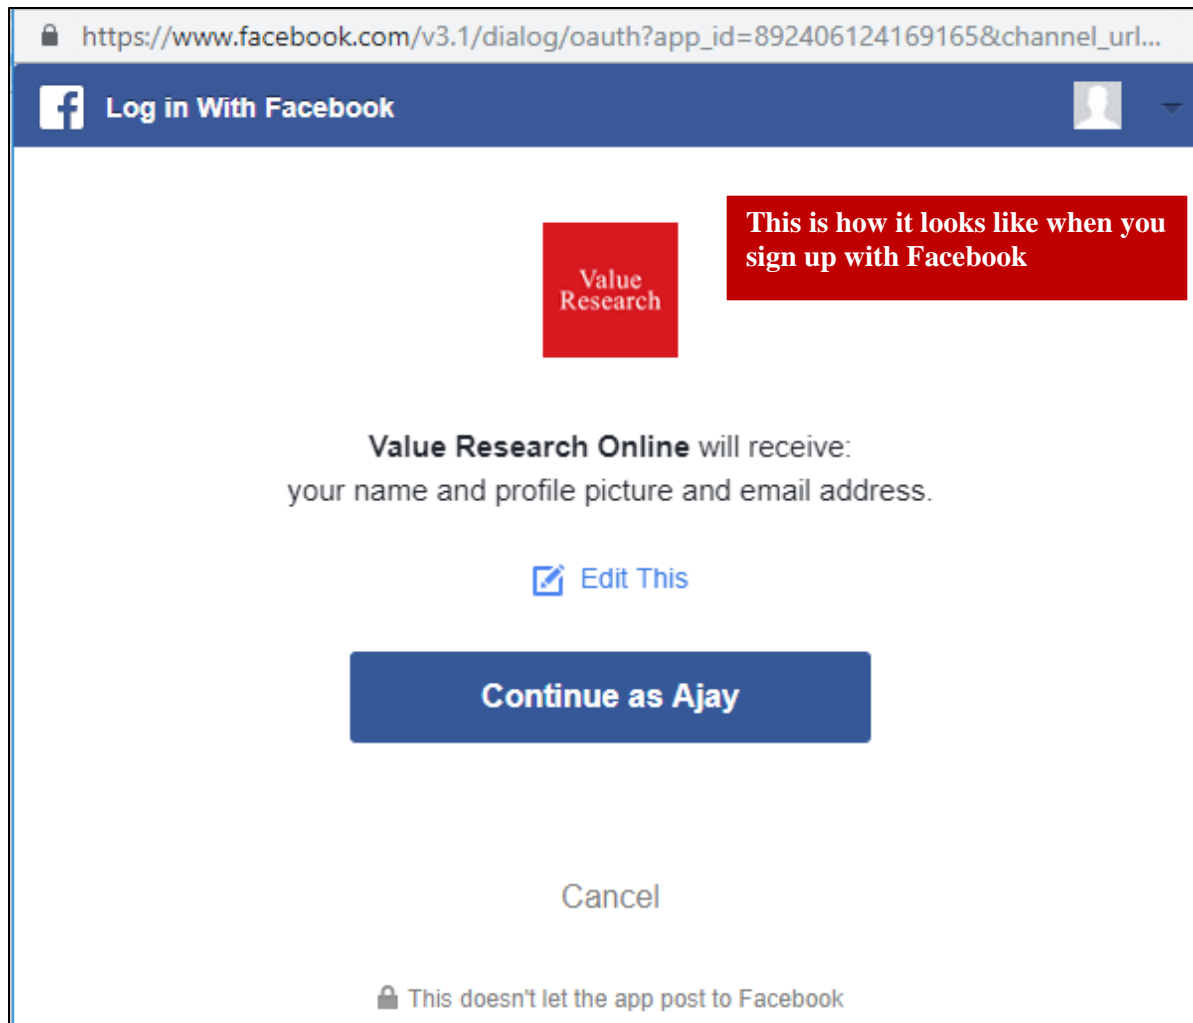 https://www.facebook.com/v3.1/dialog/oauth?app_id=892406124169165&channel_url...
f Log in With Facebook
This is how it looks like when you
sign up with Facebook
Value
Research
Value Research Online will receive:
your name and profile picture and email address.
Edit This
Continue as Ajay
Cancel
This doesn't let the app post to Facebook